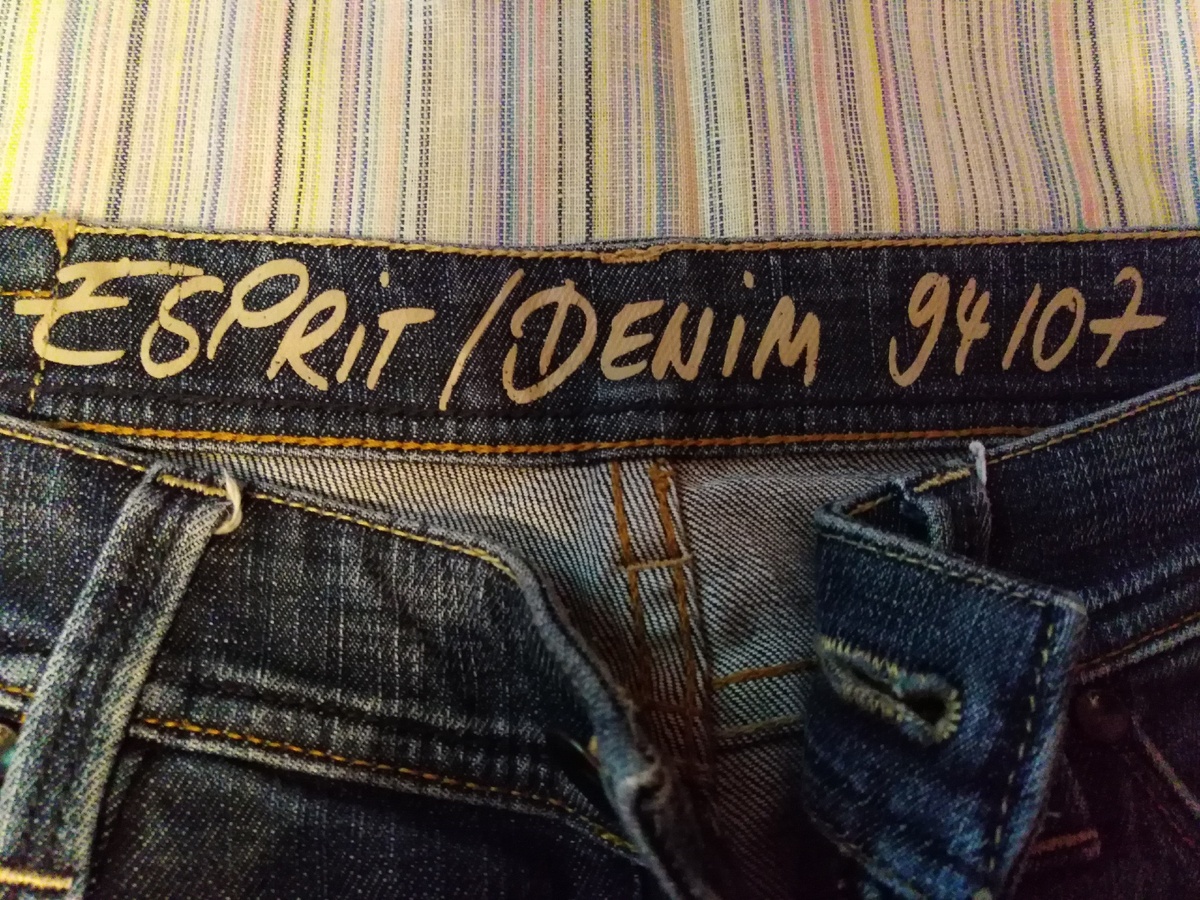 ESPRiT / DENiM 94107